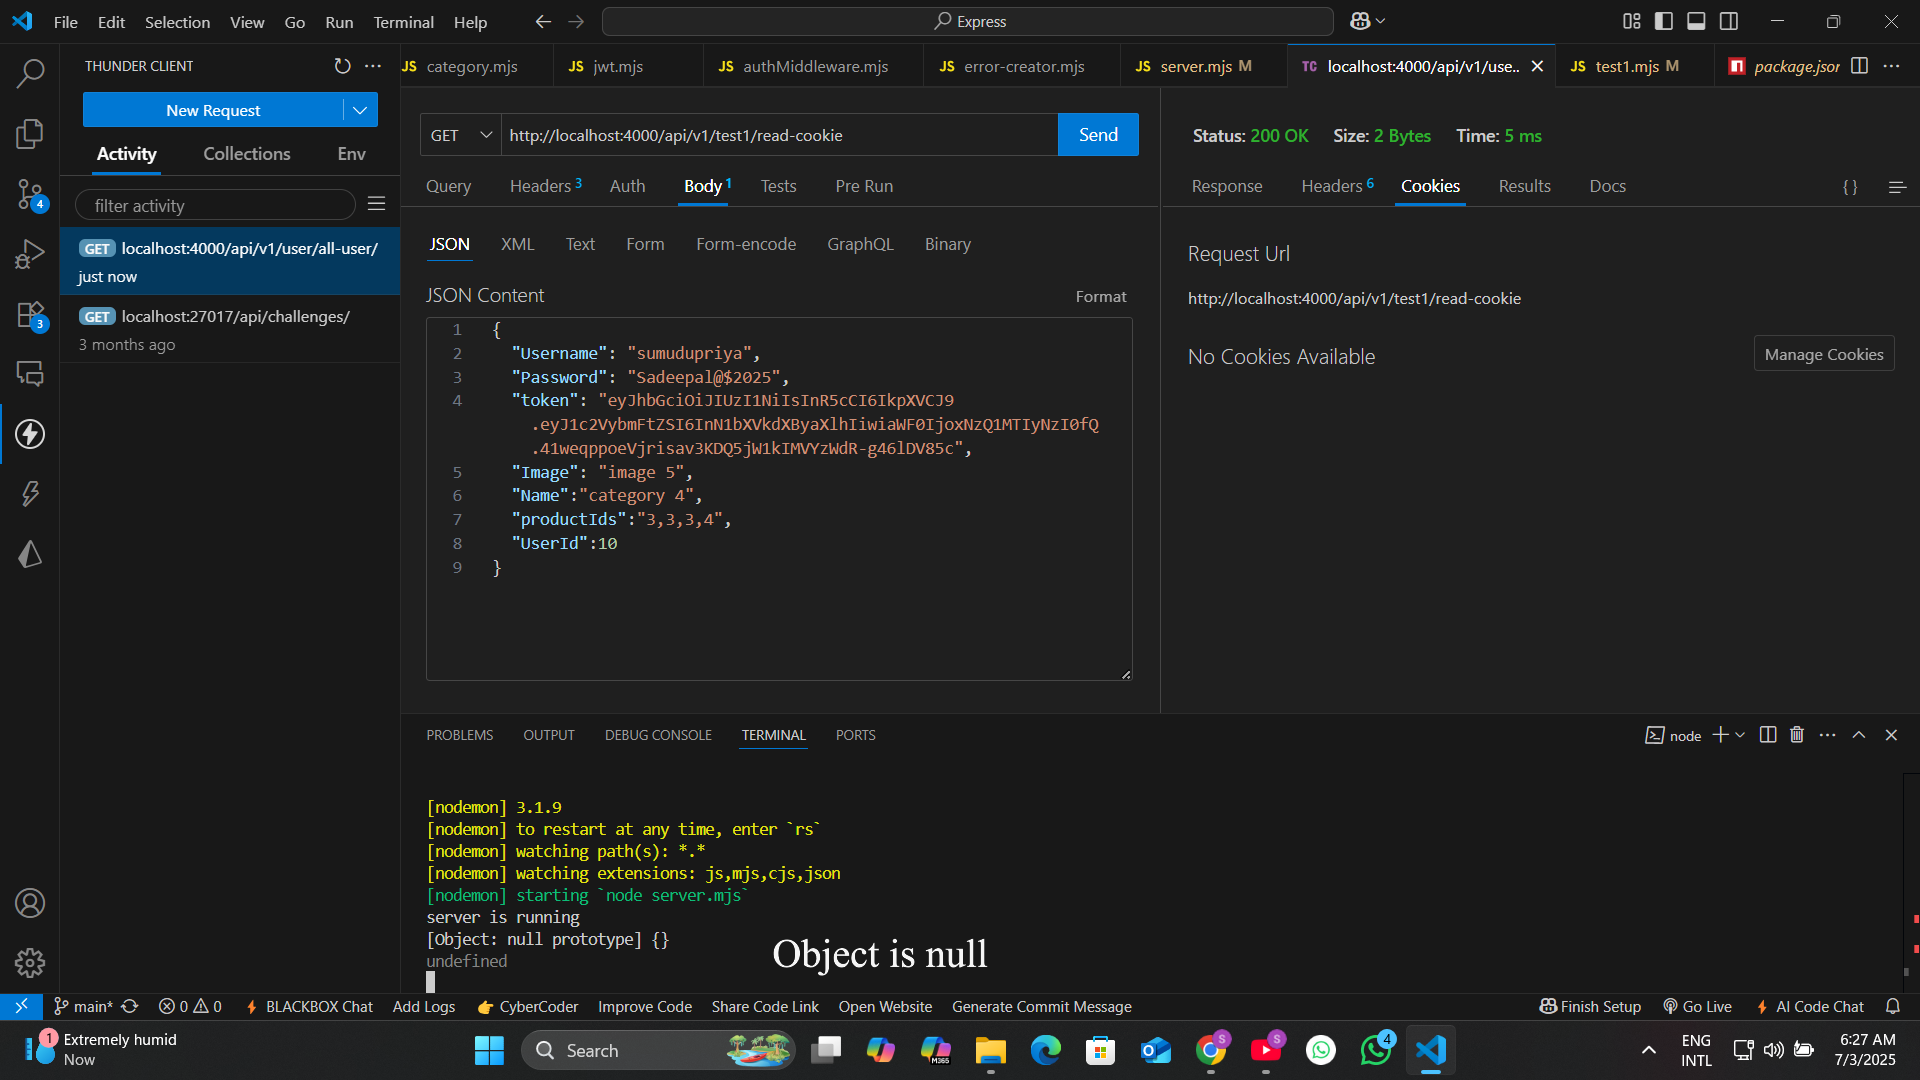 File Edit Selection View Go Run Terminal Help
Express
THUNDER CLIENT
New Request
Activity Collections Env
filter activity
GET localhost:4000/api/v1/user/all-user/
just now
GET localhost:27017/api/challenges/
3 months ago
4
3
JS category.mjs JS jwt.mjs JS authMiddleware.mjs JS error-creator.mjs JS server.mjs M TC localhost:4000/api/v1/use.. JS test1.mjs M package.jsor
GET http://localhost:4000/api/v1/test1/read-cookie Send
Query Headers 3 Auth Body 1 Tests Pre Run
JSON XML Text Form Form-encode GraphQL Binary
JSON Content Format
1 {
2 "Username": "sumudupriya",
3 "Password": "Sadeepal@$2025",
4 "token": "eyJhbGciOiJIUzI1NiIsInR5cCI6IkpXVCJ9
.eyJ1c2VybmFtZSI6InN1bXVkdXByaXlhIiwiaWF0IjoxNzQ1MTIyNzI0fQ
.41weqppoeVjrisav3KDQ5jW1kIMVYzWdR-g46lDV85c",
5 "Image": "image 5",
6 "Name":"category 4",
7 "productIds":"3,3,3,4",
8 "UserId":10
9 }
Status: 200 OK Size: 2 Bytes Time: 5 ms
Response Headers 6 Cookies Results Docs { }
Request Url
http://localhost:4000/api/v1/test1/read-cookie
No Cookies Available Manage Cookies
PROBLEMS OUTPUT DEBUG CONSOLE TERMINAL PORTS node
[nodemon] 3.1.9
[nodemon] to restart at any time, enter `rs`
[nodemon] watching path(s): *.*
[nodemon] watching extensions: js,mjs,cjs,json
[nodemon] starting `node server.mjs`
server is running
[Object: null prototype] {}
undefined
Object is null
main* 0 0 BLACKBOX Chat Add Logs CyberCoder Improve Code Share Code Link Open Website Generate Commit Message Finish Setup Go Live AI Code Chat
1 Extremely humid
Now
Search
M365
S
S
4
ENG
INTL
6:27 AM
7/3/2025